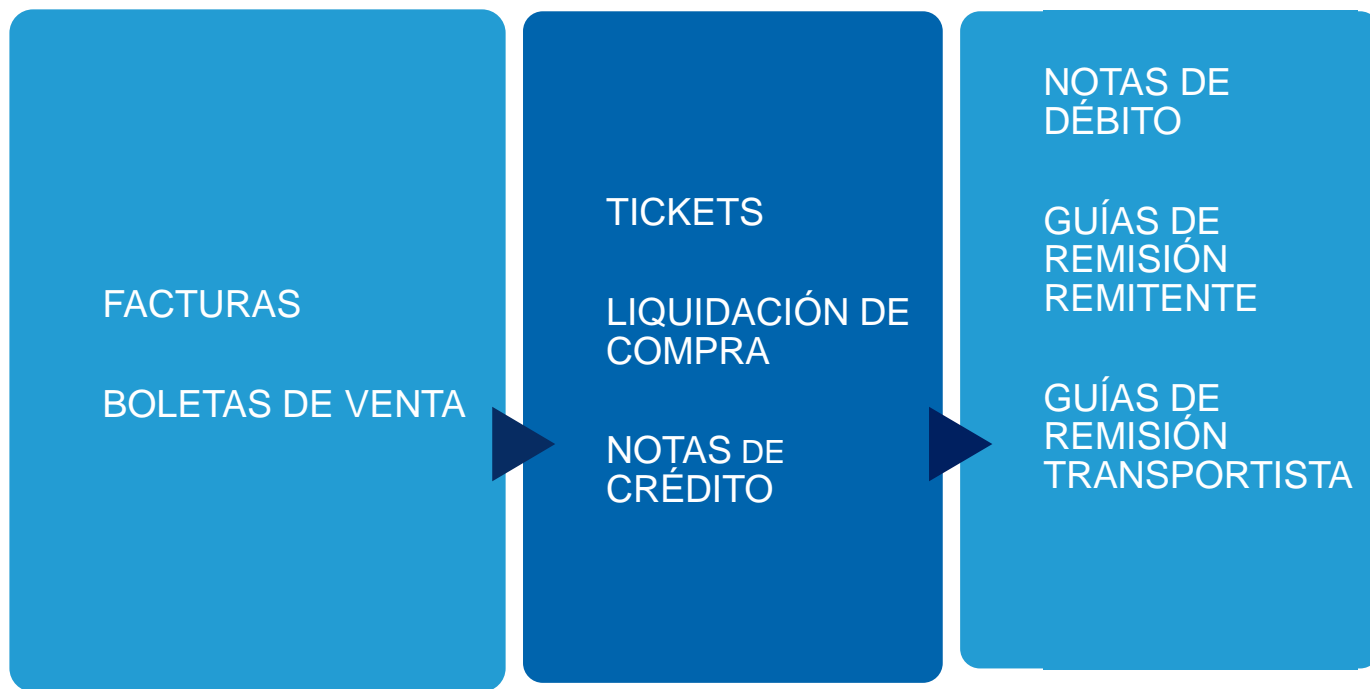 FACTURAS
BOLETAS DE VENTA
TICKETS
LIQUIDACIÓN DE
COMPRA
NOTAS DE
CRÉDITO
NOTAS DE
DÉBITO
GUÍAS DE
REMISIÓN
REMITENTE
GUÍAS DE
REMISIÓN
TRANSPORTISTA